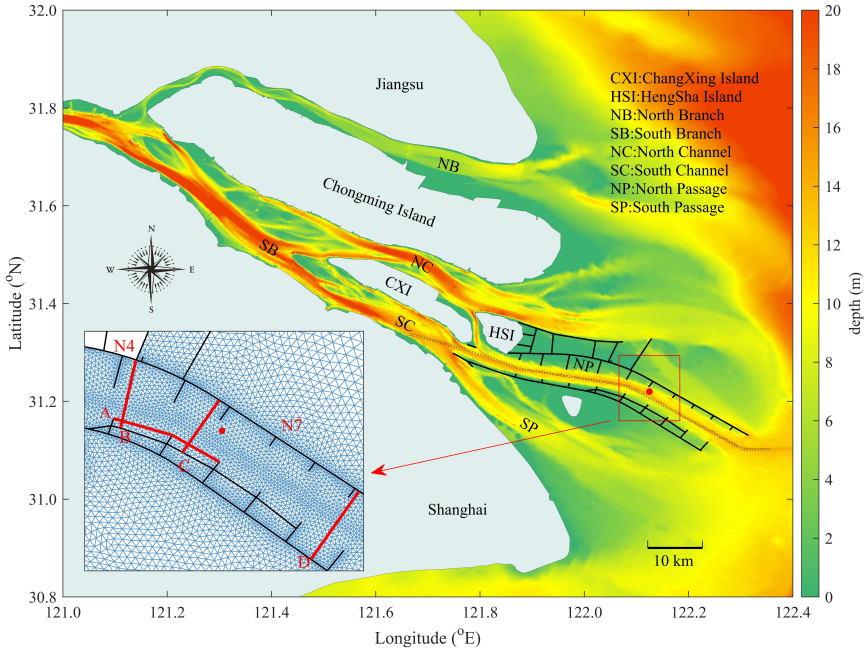 32.0
31.8
31.6
31.4
31.2
31.0
30.8
Latitude (°N)
121.0
121.2
121.4
121.6
121.8
122.0
122.2
122.4
Longitude (°E)
20
18
16
14
12
10
8
6
4
2
0
depth (m)
Jiangsu
CXI:ChangXing Island
HSI:HengSha Island
NB:North Branch
SB:South Branch
NC:North Channel
SC:South Channel
NP:North Passage
SP:South Passage
NB
Chongming Island
N
W
E
S
SB
NC
CXI
SC
HSI
NP
SP
Shanghai
10 km
N4
N7
A
B
C
D